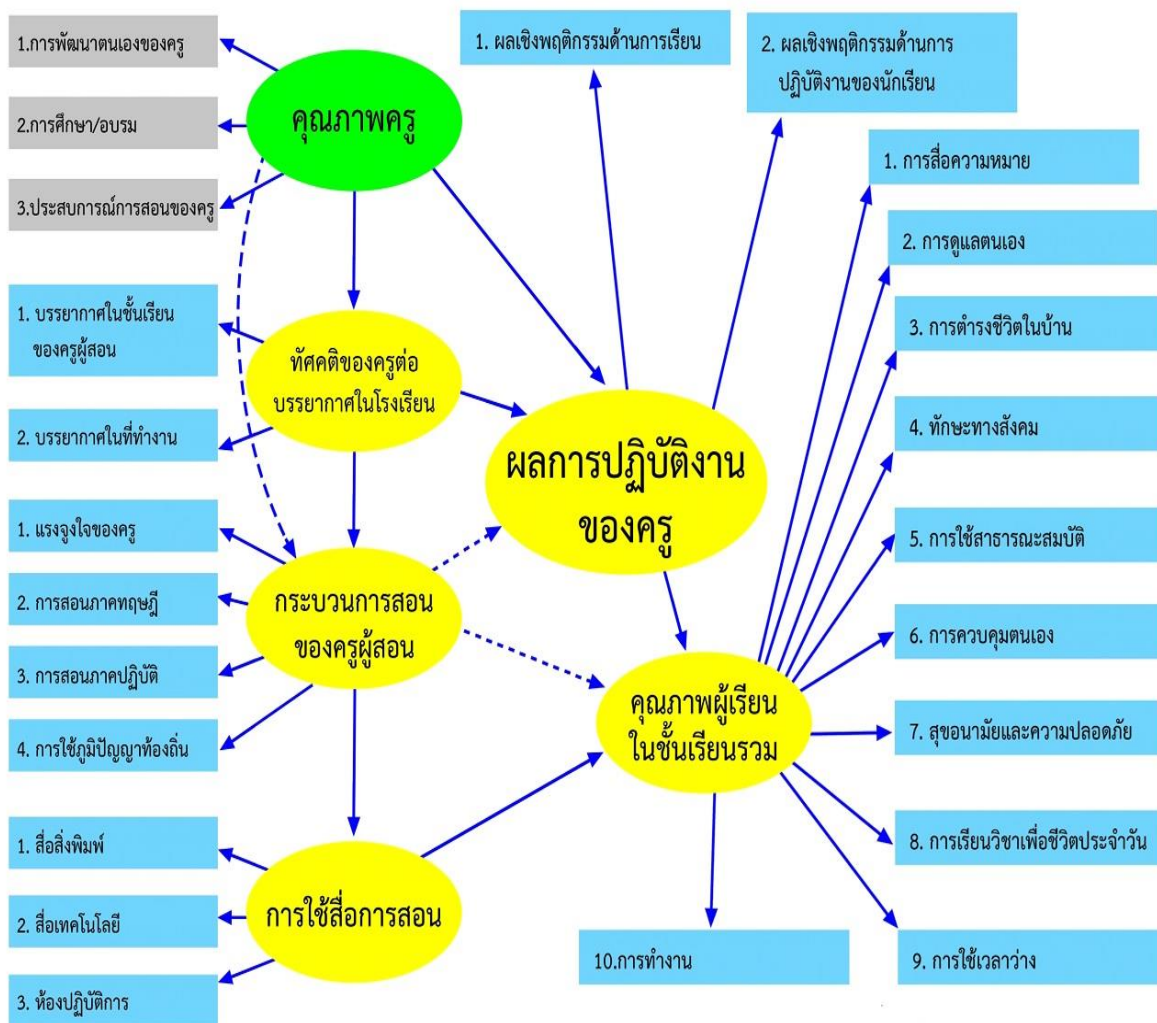 1.การพัฒนาตนเองของครู
2.การศึกษา/อบรม
3.ประสบการณ์การสอนของครู
คุณภาพครู
1. ผลเชิงพฤติกรรมด้านการเรียน
2. ผลเชิงพฤติกรรมด้านการ
ปฏิบัติงานของนักเรียน
1. บรรยากาศในชั้นเรียน
ของครูผู้สอน
2. บรรยากาศในที่ทำงาน
ทัศคติของครูต่อ
บรรยากาศในโรงเรียน
ผลการปฏิบัติงาน
ของครู
1. แรงจูงใจของครู
2. การสอนภาคทฤษฎี
3. การสอนภาคปฏิบัติ
4. การใช้ภูมิปัญญาท้องถิ่น
กระบวนการสอน
ของครูผู้สอน
คุณภาพผู้เรียน
ในชั้นเรียนรวม
1. สื่อสิ่งพิมพ์
2. สื่อเทคโนโลยี
3. ห้องปฏิบัติการ
การใช้สื่อการสอน
1. การสื่อความหมาย
2. การดูแลตนเอง
3. การดำรงชีวิตในบ้าน
4. ทักษะทางสังคม
5. การใช้สาธารณะสมบัติ
6. การควบคุมตนเอง
7. สุขอนามัยและความปลอดภัย
8. การเรียนวิชาเพื่อชีวิตประจำวัน
9. การใช้เวลาว่าง
10.การทำงาน